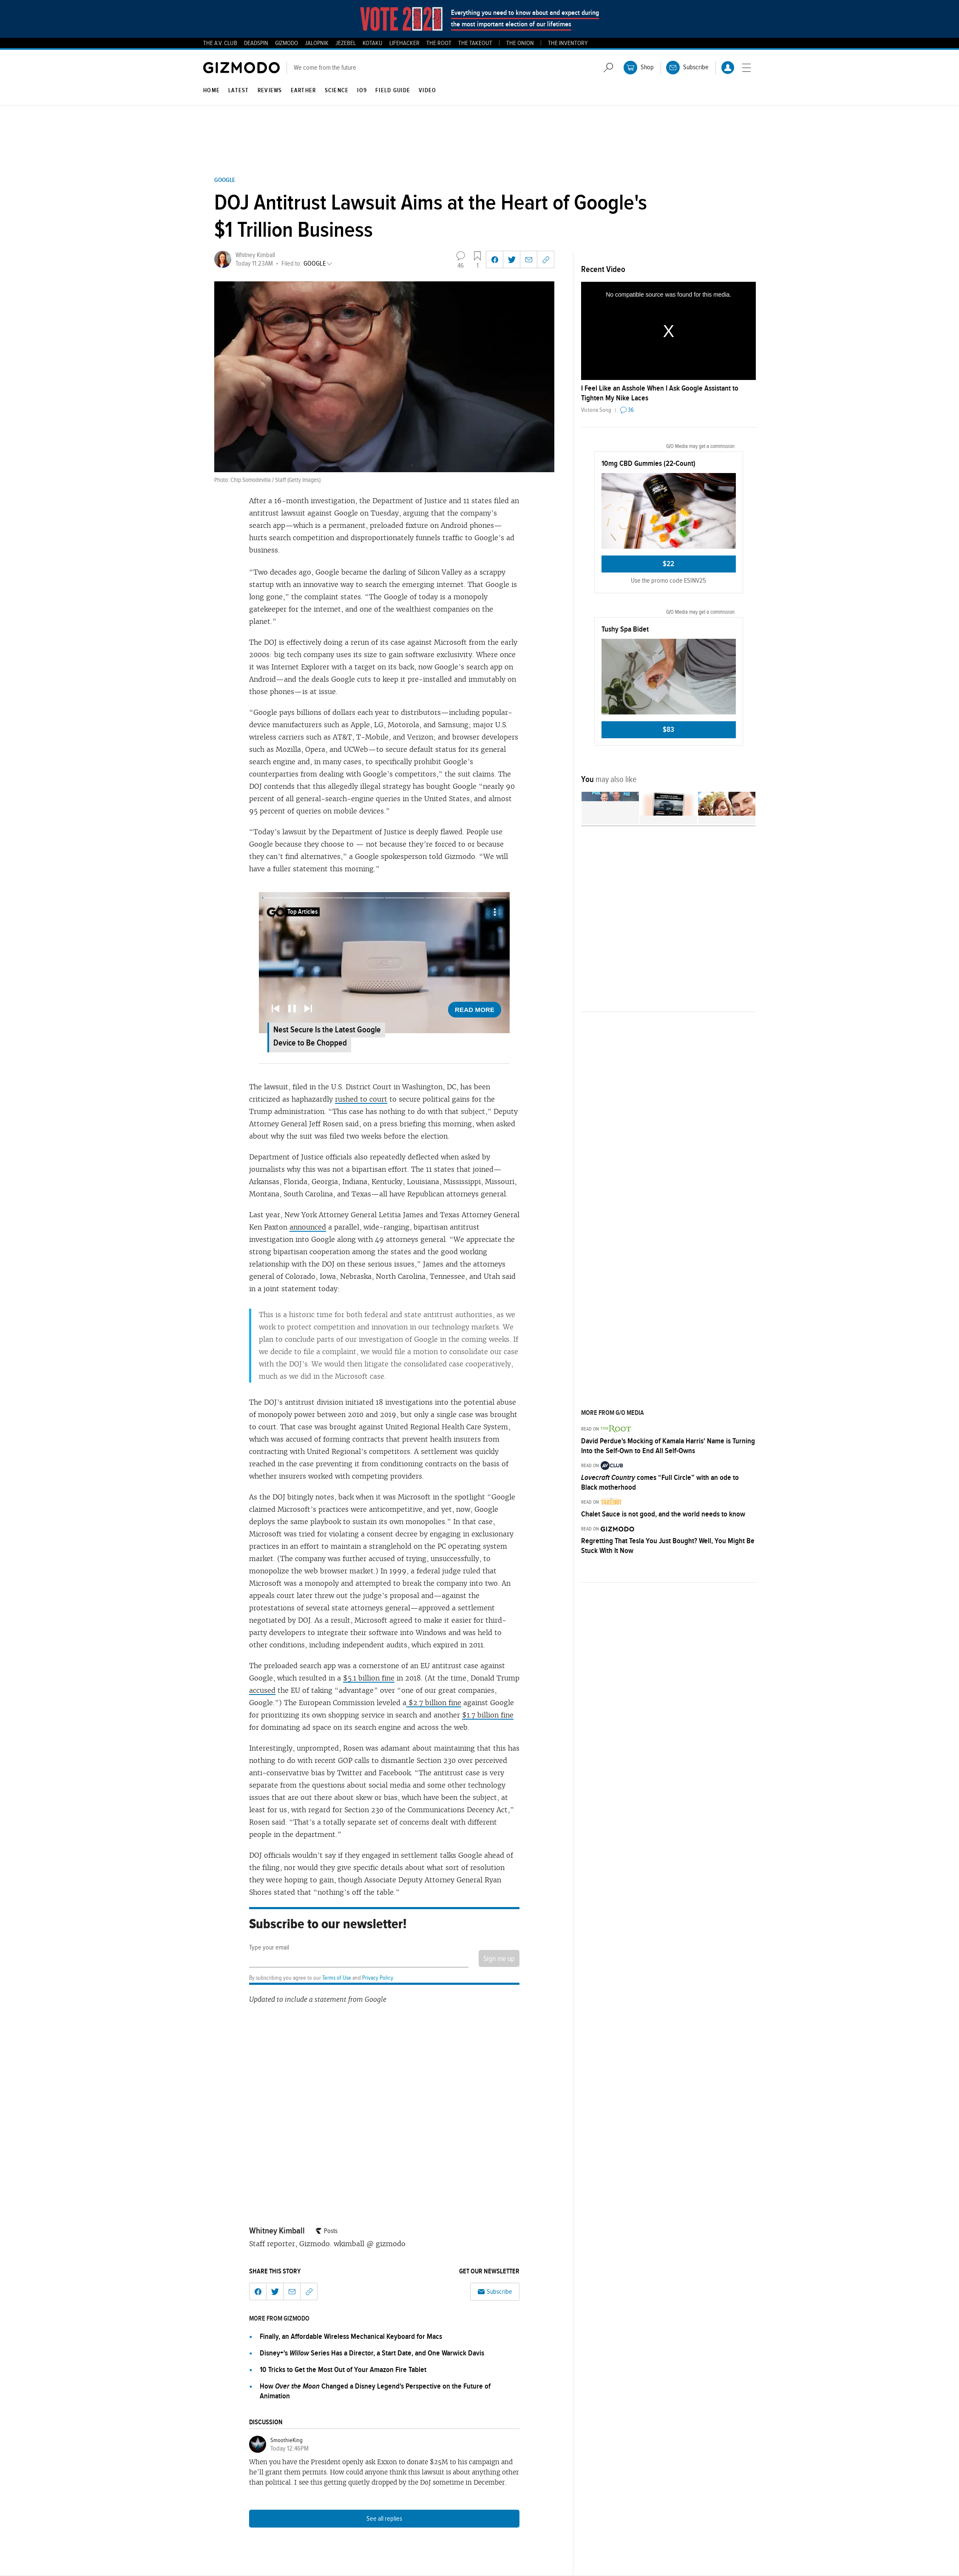 VOTE 2020
Everything you need to know about and expect during
the most important election of our lifetimes
THE A.V. CLUB DEADSPIN GIZMODO JALOPNIK JEZEBEL KOTAKU LIFEHACKER THE ROOT THE TAKEOUT | THE ONION | THE INVENTORY
GIZMODO
We come from the future
Shop
Subscribe
HOME LATEST REVIEWS EARTHER SCIENCE IO9 FIELD GUIDE VIDEO
GOOGLE
DOJ Antitrust Lawsuit Aims at the Heart of Google's
$1 Trillion Business
Whitney Kimball
Today 11:23AM • Filed to: GOOGLE
46
1
Photo: Chip Somodevilla / Staff (Getty Images)
After a 16-month investigation, the Department of Justice and 11 states filed an
antitrust lawsuit against Google on Tuesday, arguing that the company’s
search app—which is a permanent, preloaded fixture on Android phones—
hurts search competition and disproportionately funnels traffic to Google’s ad
business.
“Two decades ago, Google became the darling of Silicon Valley as a scrappy
startup with an innovative way to search the emerging internet. That Google is
long gone,” the complaint states. “The Google of today is a monopoly
gatekeeper for the internet, and one of the wealthiest companies on the
planet.”
The DOJ is effectively doing a rerun of its case against Microsoft from the early
2000s: big tech company uses its size to gain software exclusivity. Where once
it was Internet Explorer with a target on its back, now Google’s search app on
Android—and the deals Google cuts to keep it pre-installed and immutably on
those phones—is at issue.
“Google pays billions of dollars each year to distributors—including popular-
device manufacturers such as Apple, LG, Motorola, and Samsung; major U.S.
wireless carriers such as AT&T, T-Mobile, and Verizon; and browser developers
such as Mozilla, Opera, and UCWeb—to secure default status for its general
search engine and, in many cases, to specifically prohibit Google’s
counterparties from dealing with Google’s competitors,” the suit claims. The
DOJ contends that this allegedly illegal strategy has bought Google “nearly 90
percent of all general-search-engine queries in the United States, and almost
95 percent of queries on mobile devices.”
“Today’s lawsuit by the Department of Justice is deeply flawed. People use
Google because they choose to — not because they’re forced to or because
they can’t find alternatives,” a Google spokesperson told Gizmodo. “We will
have a fuller statement this morning.”
GO Top Articles
READ MORE
Nest Secure Is the Latest Google
Device to Be Chopped
The lawsuit, filed in the U.S. District Court in Washington, DC, has been
criticized as haphazardly rushed to court to secure political gains for the
Trump administration. “This case has nothing to do with that subject,” Deputy
Attorney General Jeff Rosen said, on a press briefing this morning, when asked
about why the suit was filed two weeks before the election.
Department of Justice officials also repeatedly deflected when asked by
journalists why this was not a bipartisan effort. The 11 states that joined—
Arkansas, Florida, Georgia, Indiana, Kentucky, Louisiana, Mississippi, Missouri,
Montana, South Carolina, and Texas—all have Republican attorneys general.
Last year, New York Attorney General Letitia James and Texas Attorney General
Ken Paxton announced a parallel, wide-ranging, bipartisan antitrust
investigation into Google along with 49 attorneys general. “We appreciate the
strong bipartisan cooperation among the states and the good working
relationship with the DOJ on these serious issues,” James and the attorneys
general of Colorado, Iowa, Nebraska, North Carolina, Tennessee, and Utah said
in a joint statement today:
This is a historic time for both federal and state antitrust authorities, as we
work to protect competition and innovation in our technology markets. We
plan to conclude parts of our investigation of Google in the coming weeks. If
we decide to file a complaint, we would file a motion to consolidate our case
with the DOJ’s. We would then litigate the consolidated case cooperatively,
much as we did in the Microsoft case.
The DOJ’s antitrust division initiated 18 investigations into the potential abuse
of monopoly power between 2010 and 2019, but only a single case was brought
to court. That case was brought against United Regional Health Care System,
which was accused of forming contracts that prevent health insurers from
contracting with United Regional’s competitors. A settlement was quickly
reached in the case preventing it from conditioning contracts on the basis of
whether insurers worked with competing providers.
As the DOJ bitingly notes, back when it was Microsoft in the spotlight “Google
claimed Microsoft’s practices were anticompetitive, and yet, now, Google
deploys the same playbook to sustain its own monopolies.” In that case,
Microsoft was tried for violating a consent decree by engaging in exclusionary
practices in an effort to maintain a stranglehold on the PC operating system
market. (The company was further accused of trying, unsuccessfully, to
monopolize the web browser market.) In 1999, a federal judge ruled that
Microsoft was a monopoly and attempted to break the company into two. An
appeals court later threw out the judge’s proposal and—against the
protestations of several state attorneys general—approved a settlement
negotiated by DOJ. As a result, Microsoft agreed to make it easier for third-
party developers to integrate their software into Windows and was held to
other conditions, including independent audits, which expired in 2011.
The preloaded search app was a cornerstone of an EU antitrust case against
Google, which resulted in a $5.1 billion fine in 2018. (At the time, Donald Trump
accused the EU of taking “advantage” over “one of our great companies,
Google.”) The European Commission leveled a $2.7 billion fine against Google
for prioritizing its own shopping service in search and another $1.7 billion fine
for dominating ad space on its search engine and across the web.
Interestingly, unprompted, Rosen was adamant about maintaining that this has
nothing to do with recent GOP calls to dismantle Section 230 over perceived
anti-conservative bias by Twitter and Facebook. “The antitrust case is very
separate from the questions about social media and some other technology
issues that are out there about skew or bias, which have been the subject, at
least for us, with regard for Section 230 of the Communications Decency Act,”
Rosen said. “That’s a totally separate set of concerns dealt with different
people in the department.”
DOJ officials wouldn’t say if they engaged in settlement talks Google ahead of
the filing, nor would they give specific details about what sort of resolution
they were hoping to gain, though Associate Deputy Attorney General Ryan
Shores stated that “nothing’s off the table.”
Subscribe to our newsletter!
Type your email
Sign me up
By subscribing you agree to our Terms of Use and Privacy Policy.
Updated to include a statement from Google
Whitney Kimball
Posts
Staff reporter, Gizmodo. wkimball @ gizmodo
SHARE THIS STORY
GET OUR NEWSLETTER
Subscribe
MORE FROM GIZMODO
• Finally, an Affordable Wireless Mechanical Keyboard for Macs
• Disney+'s Willow Series Has a Director, a Start Date, and One Warwick Davis
• 10 Tricks to Get the Most Out of Your Amazon Fire Tablet
• How Over the Moon Changed a Disney Legend's Perspective on the Future of
Animation
DISCUSSION
SmoothieKing
Today 12:46PM
When you have the President openly ask Exxon to donate $25M to his campaign and
he’ll grant them permits. How could anyone think this lawsuit is about anything other
than political. I see this getting quietly dropped by the DoJ sometime in December.
See all replies
Recent Video
No compatible source was found for this media.
X
I Feel Like an Asshole When I Ask Google Assistant to
Tighten My Nike Laces
Victoria Song | 36
G/O Media may get a commission
10mg CBD Gummies (22-Count)
$22
Use the promo code ESINV25
G/O Media may get a commission
Tushy Spa Bidet
$83
You may also like
MORE FROM G/O MEDIA
READ ON THE ROOT
David Perdue's Mocking of Kamala Harris' Name is Turning
Into the Self-Own to End All Self-Owns
READ ON AV CLUB
Lovecraft Country comes “Full Circle” with an ode to
Black motherhood
READ ON
Chalet Sauce is not good, and the world needs to know
READ ON GIZMODO
Regretting That Tesla You Just Bought? Well, You Might Be
Stuck With It Now